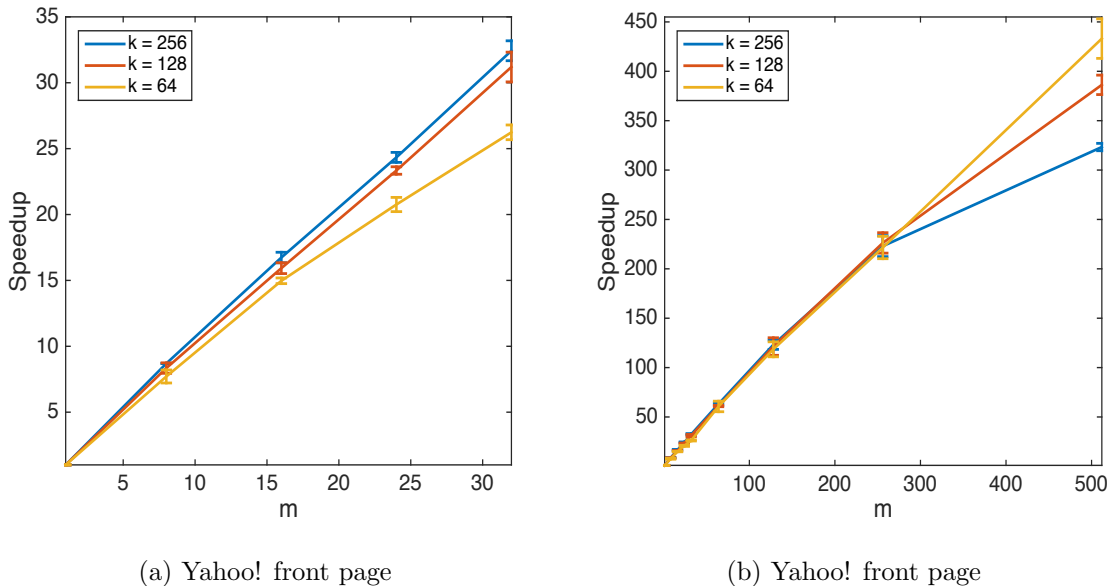 35
30
25
20
15
10
5
Speedup
k = 256
k = 128
k = 64
5 10 15 20 25 30
m
(a) Yahoo! front page
450
400
350
300
250
200
150
100
50
Speedup
k = 256
k = 128
k = 64
100 200 300 400 500
m
(b) Yahoo! front page